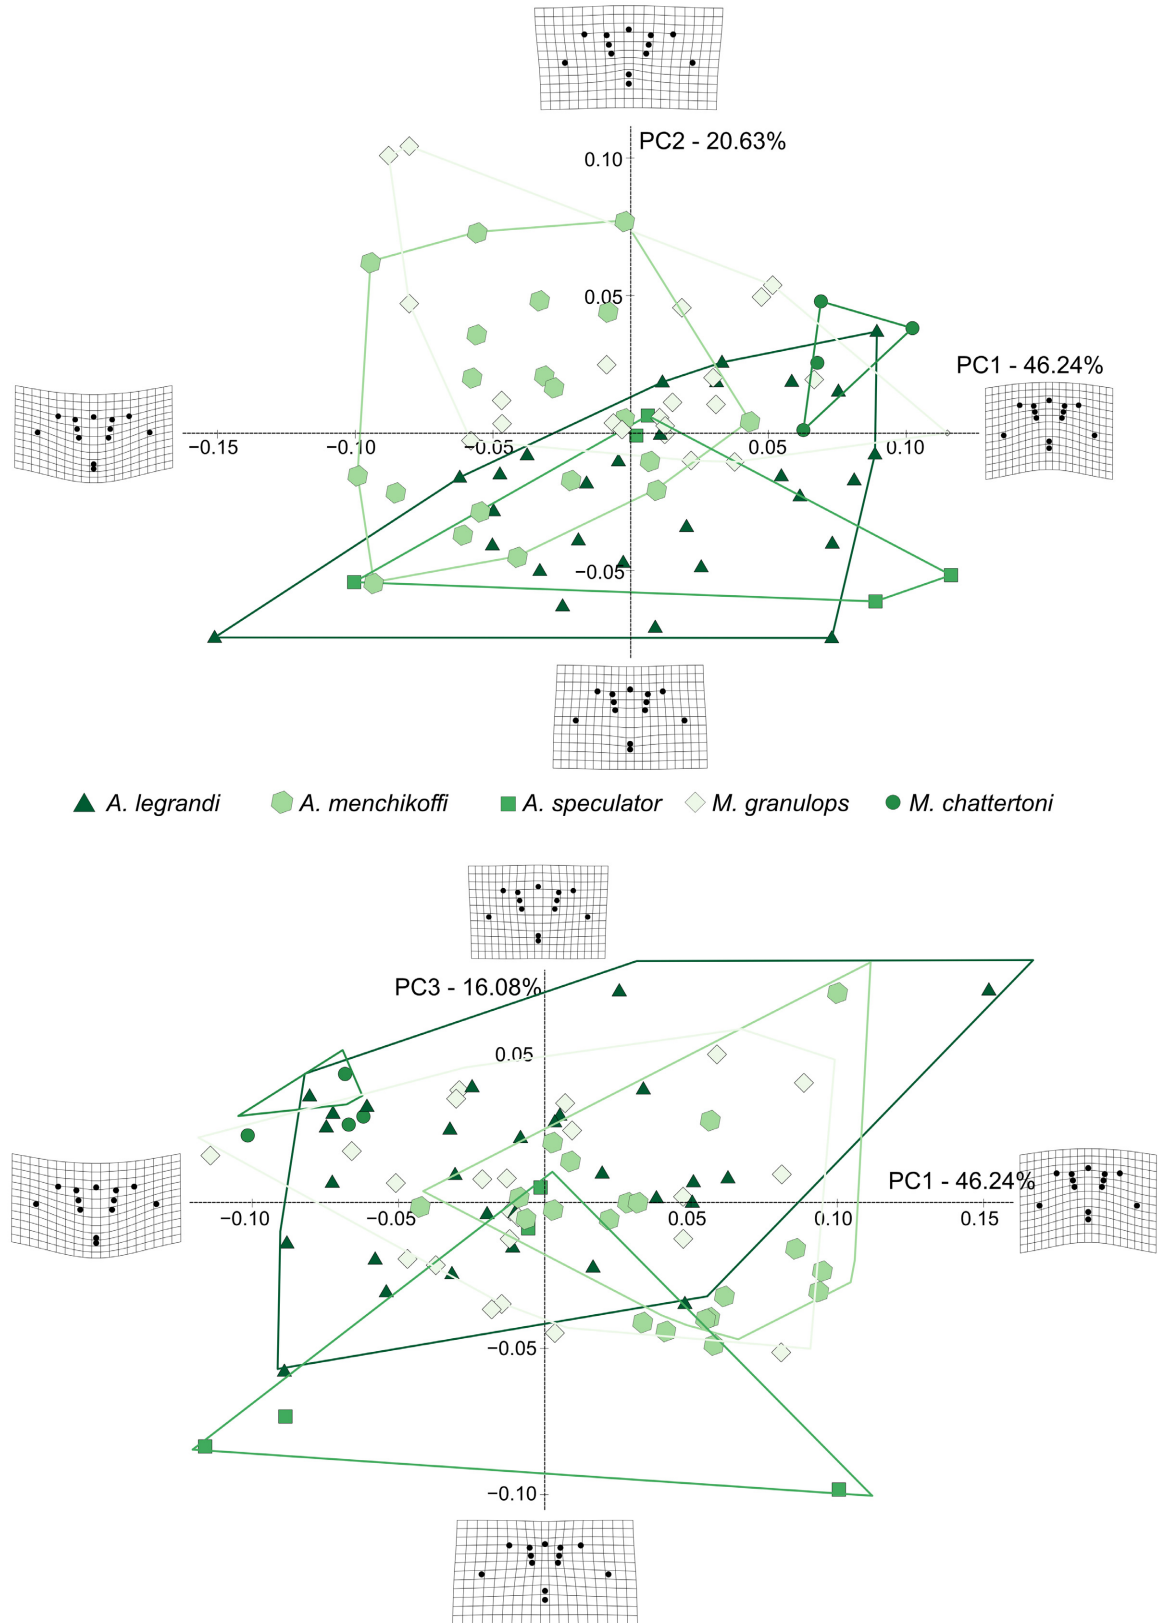 PC2 - 20.63%
0.10
0.05
PC1 - 46.24%
−0.15
−0.10
−0.05
0.05
0.10
−0.05
A. legrandi
A. menchikoffi
A. speculator
M. granulops
M. chattertoni
PC3 - 16.08%
0.05
PC1 - 46.24%
−0.10
−0.05
0.05
0.10
0.15
−0.05
−0.10